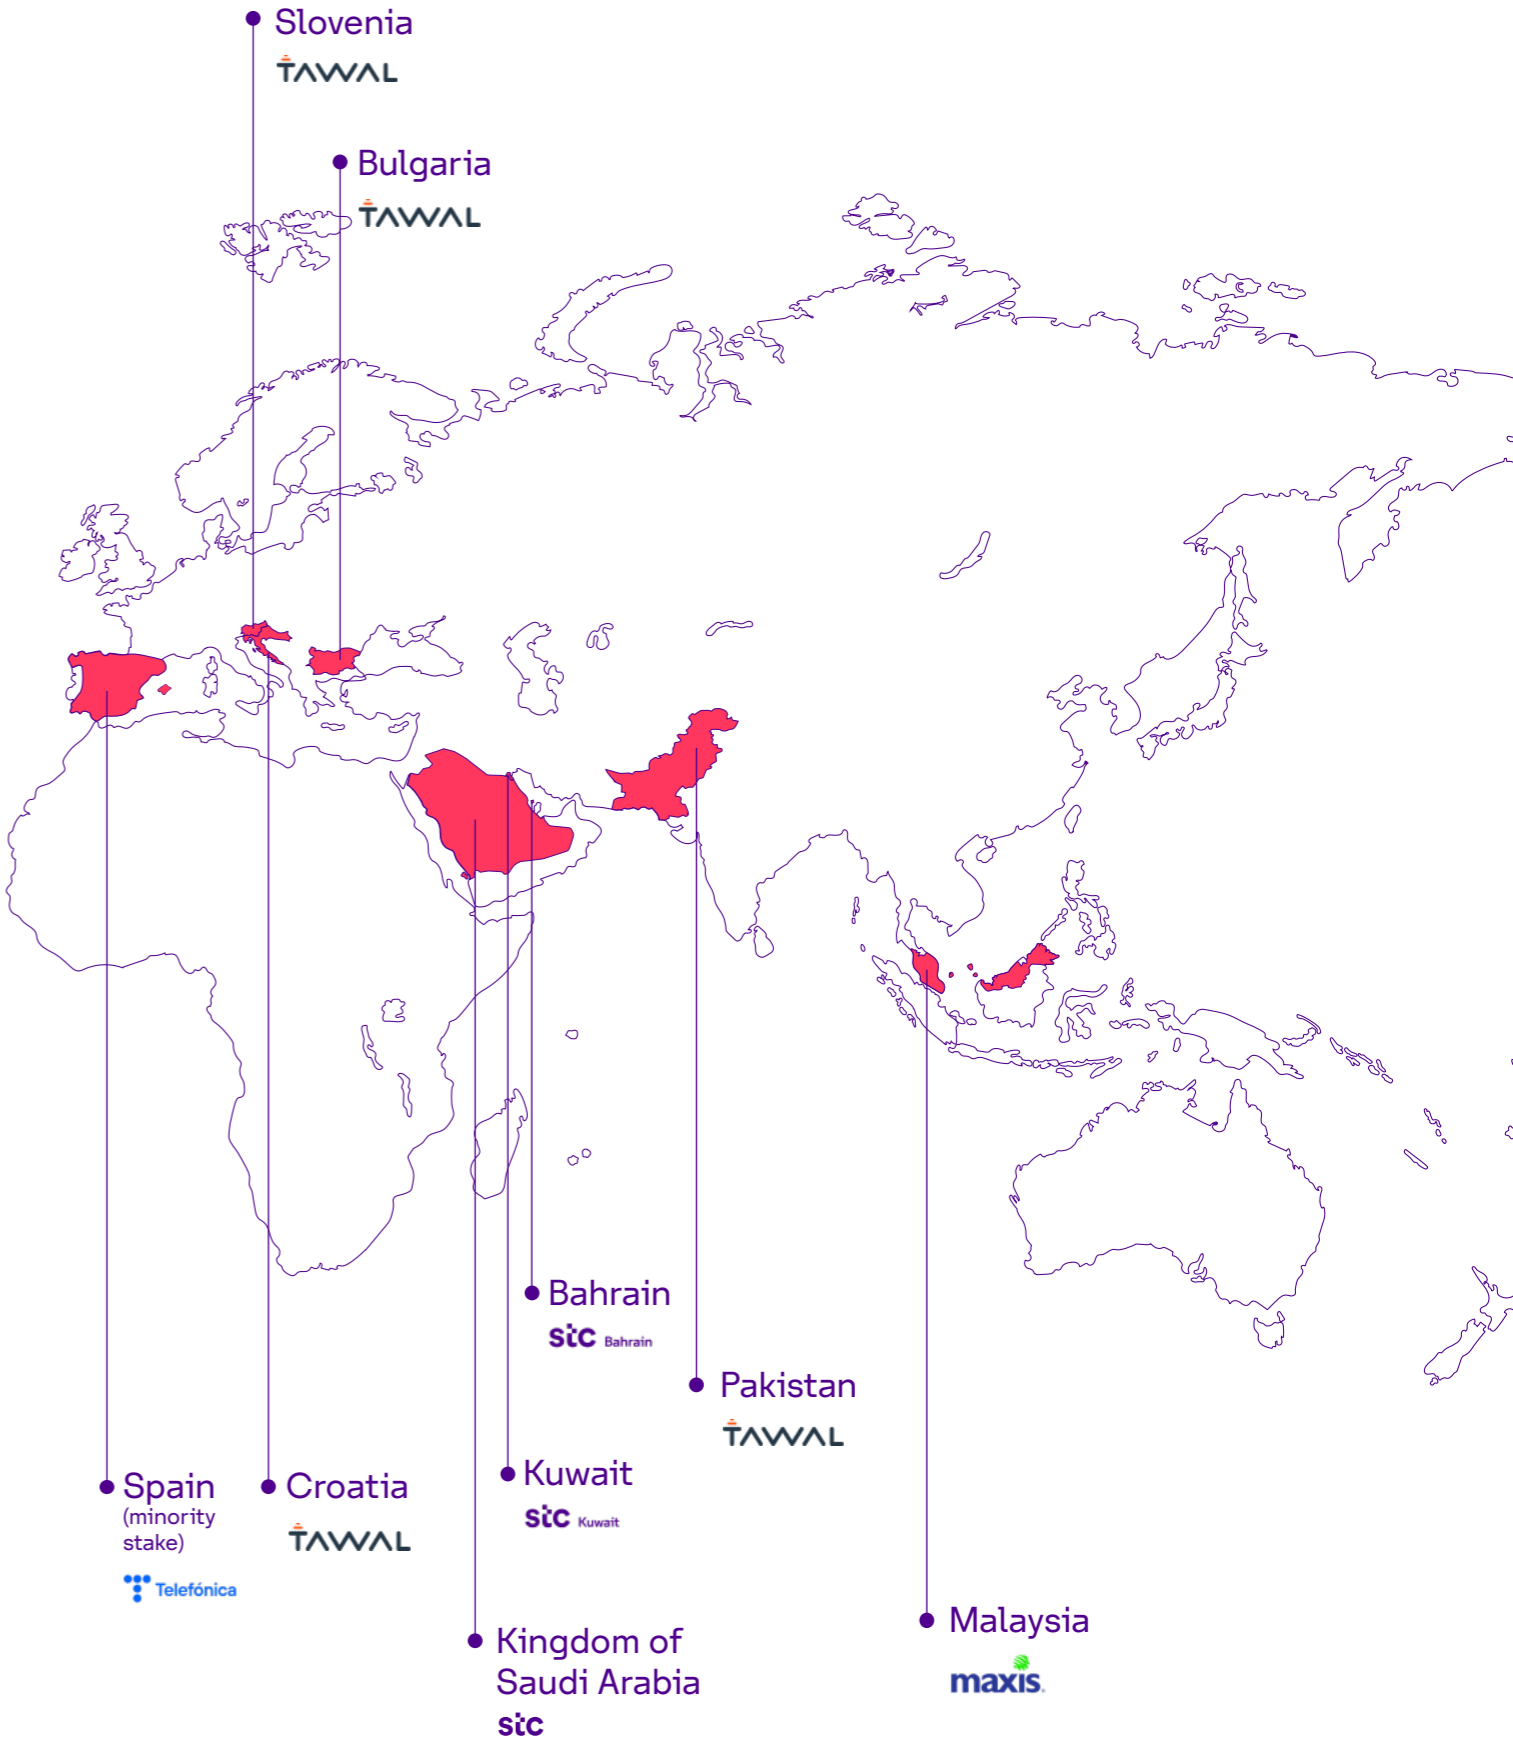 Slovenia
TAWAL
Bulgaria
TAWAL
Bahrain
stc Bahrain
Pakistan
TAWAL
Kuwait
stc Kuwait
Spain
(minority
stake)
Telefónica
Croatia
TAWAL
Kingdom of
Saudi Arabia
stc
Malaysia
maxis